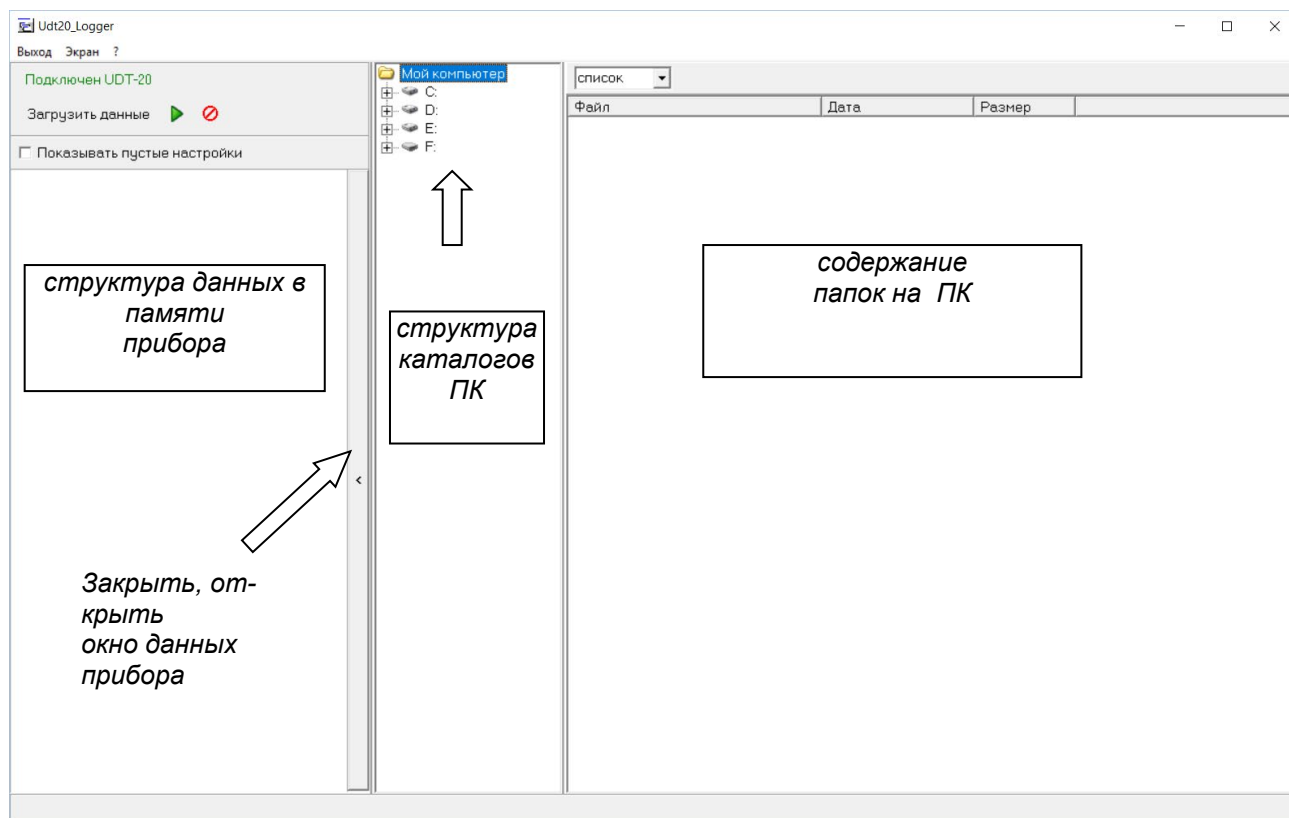 Udt20_Logger
Выход Экран ?
Подключен UDT-20
Загрузить данные
Показывать пустые настройки
структура данных в
памяти
прибора
<
Закрыть, от-
крыть
окно данных
прибора
Мой компьютер
C:
D:
E:
F:
структура
каталогов
ПК
список
Файл Дата Размер
содержание
папок на ПК